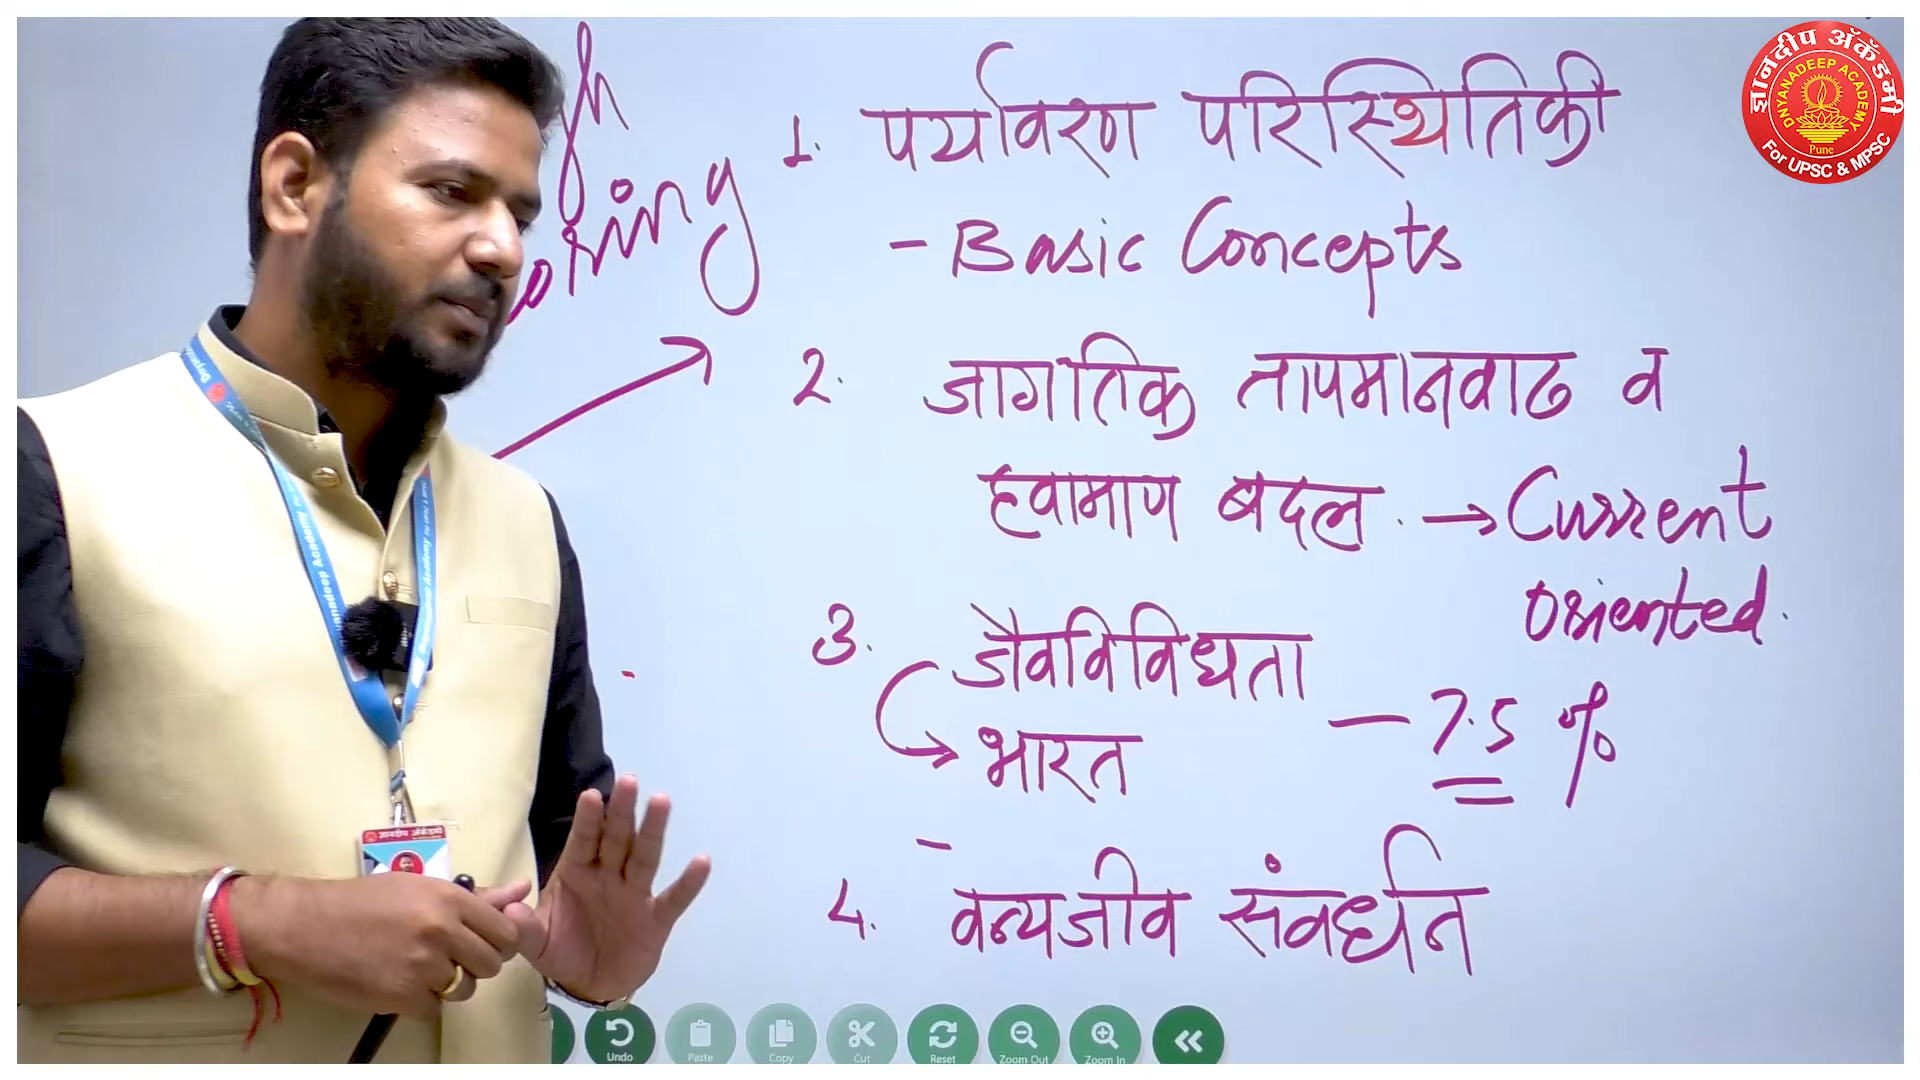 ज्ञानदीप अॅकॅडमी
DNYANADEEP ACADEMY
Pune
For UPSC & MPSC
1. पर्यावरण परिस्थितिकी
- Basic Concepts
2. जागतिक तापमानवाढ व
हवामाण बदल. → Current
oriented.
3. जैवविविधता
→ भारत — 7.5 %
-
4. वन्यजीव संवर्धन
ज्ञानदीप अॅकॅडमी
Undo
Paste
Copy
Cut
Reset
Zoom Out
Zoom In